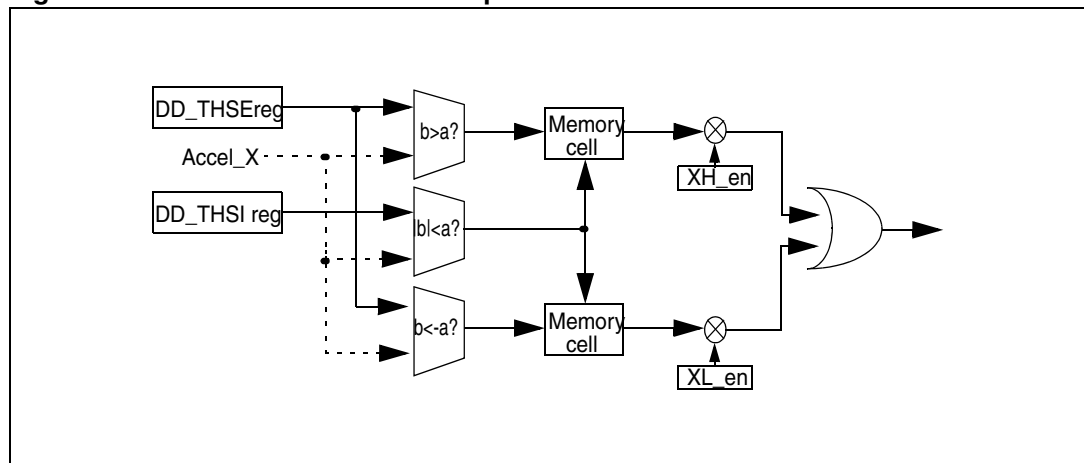 DD_THSEreg
b>a?
Memory
cell
Accel_X
XH_en
DD_THSI reg
|b|<a?
b<-a?
Memory
cell
XL_en